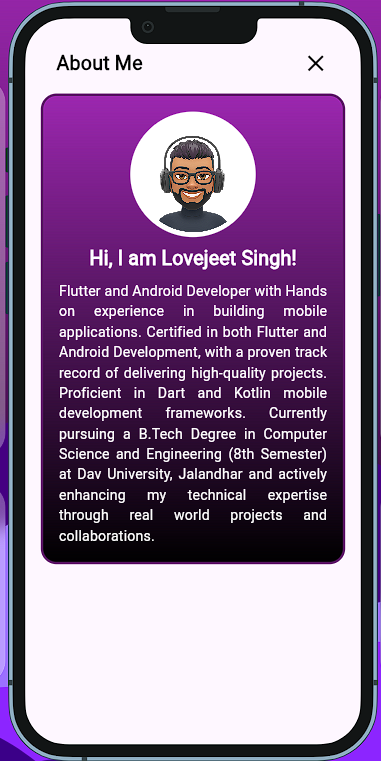 About Me
Hi, I am Lovejeet Singh!
Flutter and Android Developer with Hands
on experience in building mobile
applications. Certified in both Flutter and
Android Development, with a proven track
record of delivering high-quality projects.
Proficient in Dart and Kotlin mobile
development frameworks. Currently
pursuing a B.Tech Degree in Computer
Science and Engineering (8th Semester)
at Dav University, Jalandhar and actively
enhancing my technical expertise
through real world projects and
collaborations.